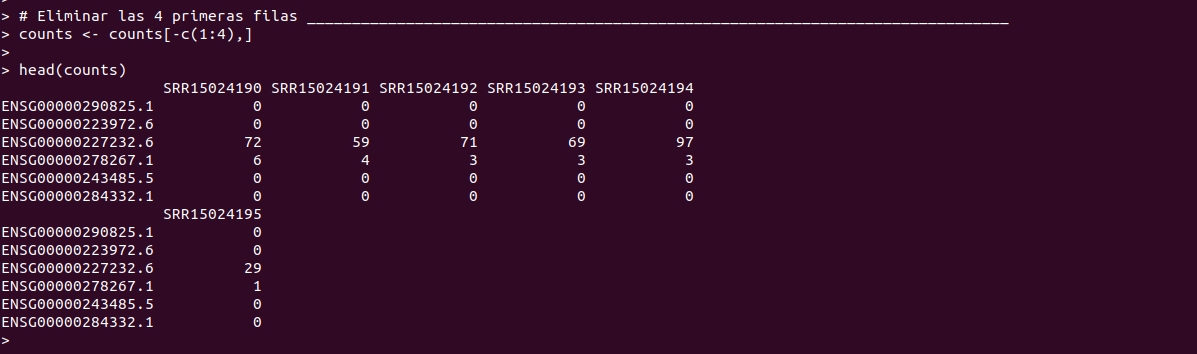 >
> # Eliminar las 4 primeras filas ______________________________________________________________________________
> counts <- counts[-c(1:4),]
>
> head(counts)
                  SRR15024190 SRR15024191 SRR15024192 SRR15024193 SRR15024194
ENSG00000290825.1           0           0           0           0           0
ENSG00000223972.6           0           0           0           0           0
ENSG00000227232.6          72          59          71          69          97
ENSG00000278267.1           6           4           3           3           3
ENSG00000243485.5           0           0           0           0           0
ENSG00000284332.1           0           0           0           0           0
                  SRR15024195
ENSG00000290825.1           0
ENSG00000223972.6           0
ENSG00000227232.6          29
ENSG00000278267.1           1
ENSG00000243485.5           0
ENSG00000284332.1           0
>